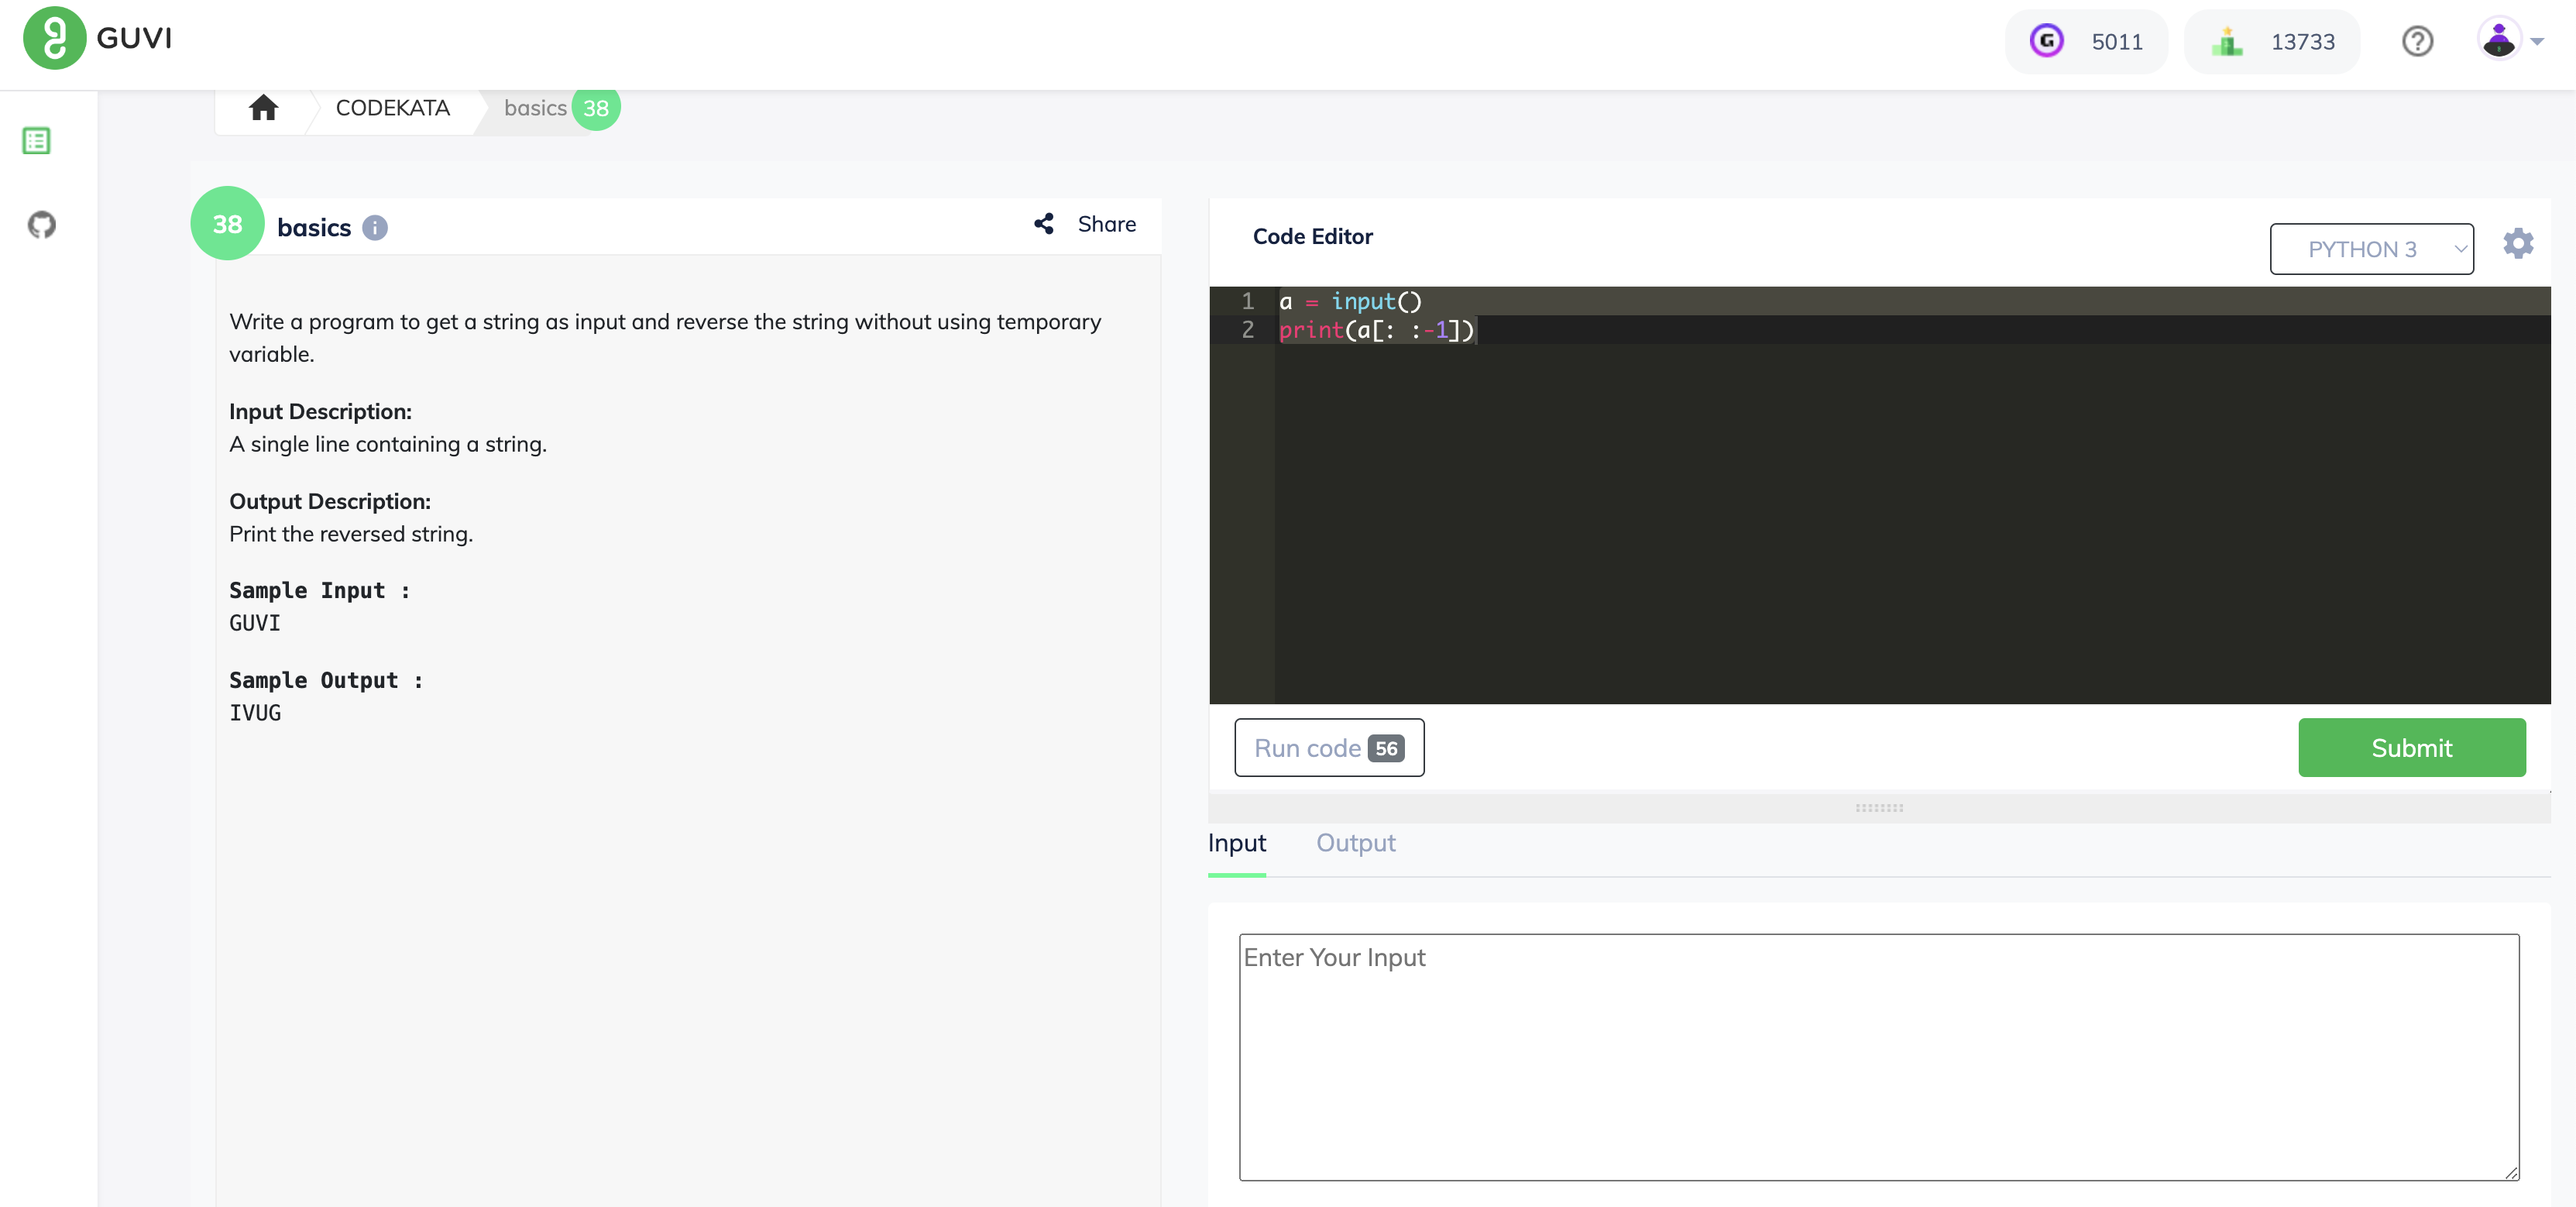 GUVI
5011
13733
CODEKATA
basics 38
38 basics
Share
Write a program to get a string as input and reverse the string without using temporary
variable.
Input Description:
A single line containing a string.
Output Description:
Print the reversed string.
Sample Input :
GUVI
Sample Output :
IVUG
Code Editor
PYTHON 3
1 a = input()
2 print(a[: :-1])
Run code 56
Submit
Input Output
Enter Your Input